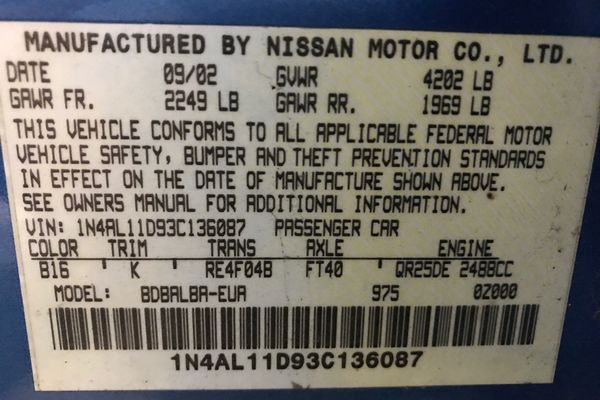 MANUFACTURED BY NISSAN MOTOR CO., LTD.
DATE 09/02 GVWR 4202 LB
GAWR FR. 2249 LB GAWR RR. 1969 LB
THIS VEHICLE CONFORMS TO ALL APPLICABLE FEDERAL MOTOR
VEHICLE SAFETY, BUMPER AND THEFT PREVENTION STANDARDS
IN EFFECT ON THE DATE OF MANUFACTURE SHOWN ABOVE.
SEE OWNERS MANUAL FOR ADDITIONAL INFORMATION.
VIN: 1N4AL11D93C136087 PASSENGER CAR
COLOR TRIM TRANS AXLE ENGINE
B16 K RE4F04B FT40 QR25DE 2488CC
MODEL: BDBALBA-EUA 975 0Z000
1N4AL11D93C136087